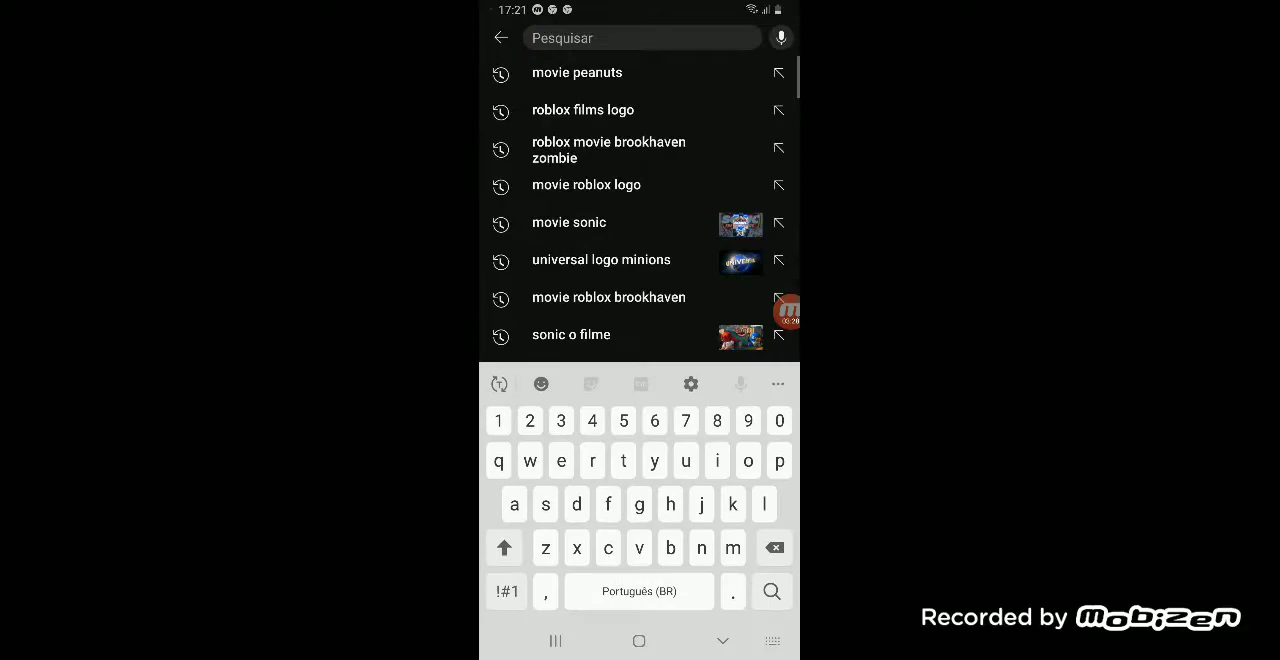 17:21
Pesquisar
movie peanuts
roblox films logo
roblox movie brookhaven
zombie
movie roblox logo
movie sonic
universal logo minions
movie roblox brookhaven
sonic o filme
1 2 3 4 5 6 7 8 9 0
q w e r t y u i o p
a s d f g h j k l
z x c v b n m
!#1 , Português (BR) .
Recorded by mobizen